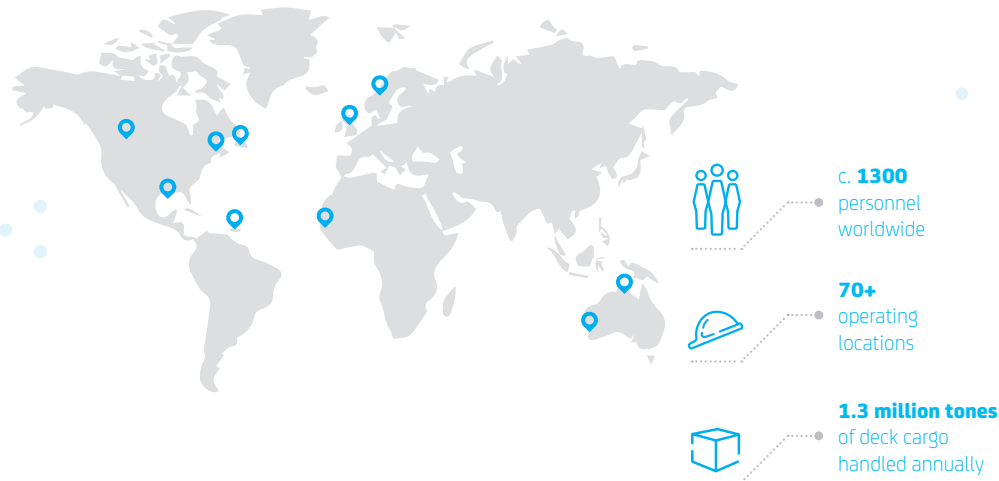 c. 1300
personnel
worldwide
70+
operating
locations
1.3 million tones
of deck cargo
handled annually